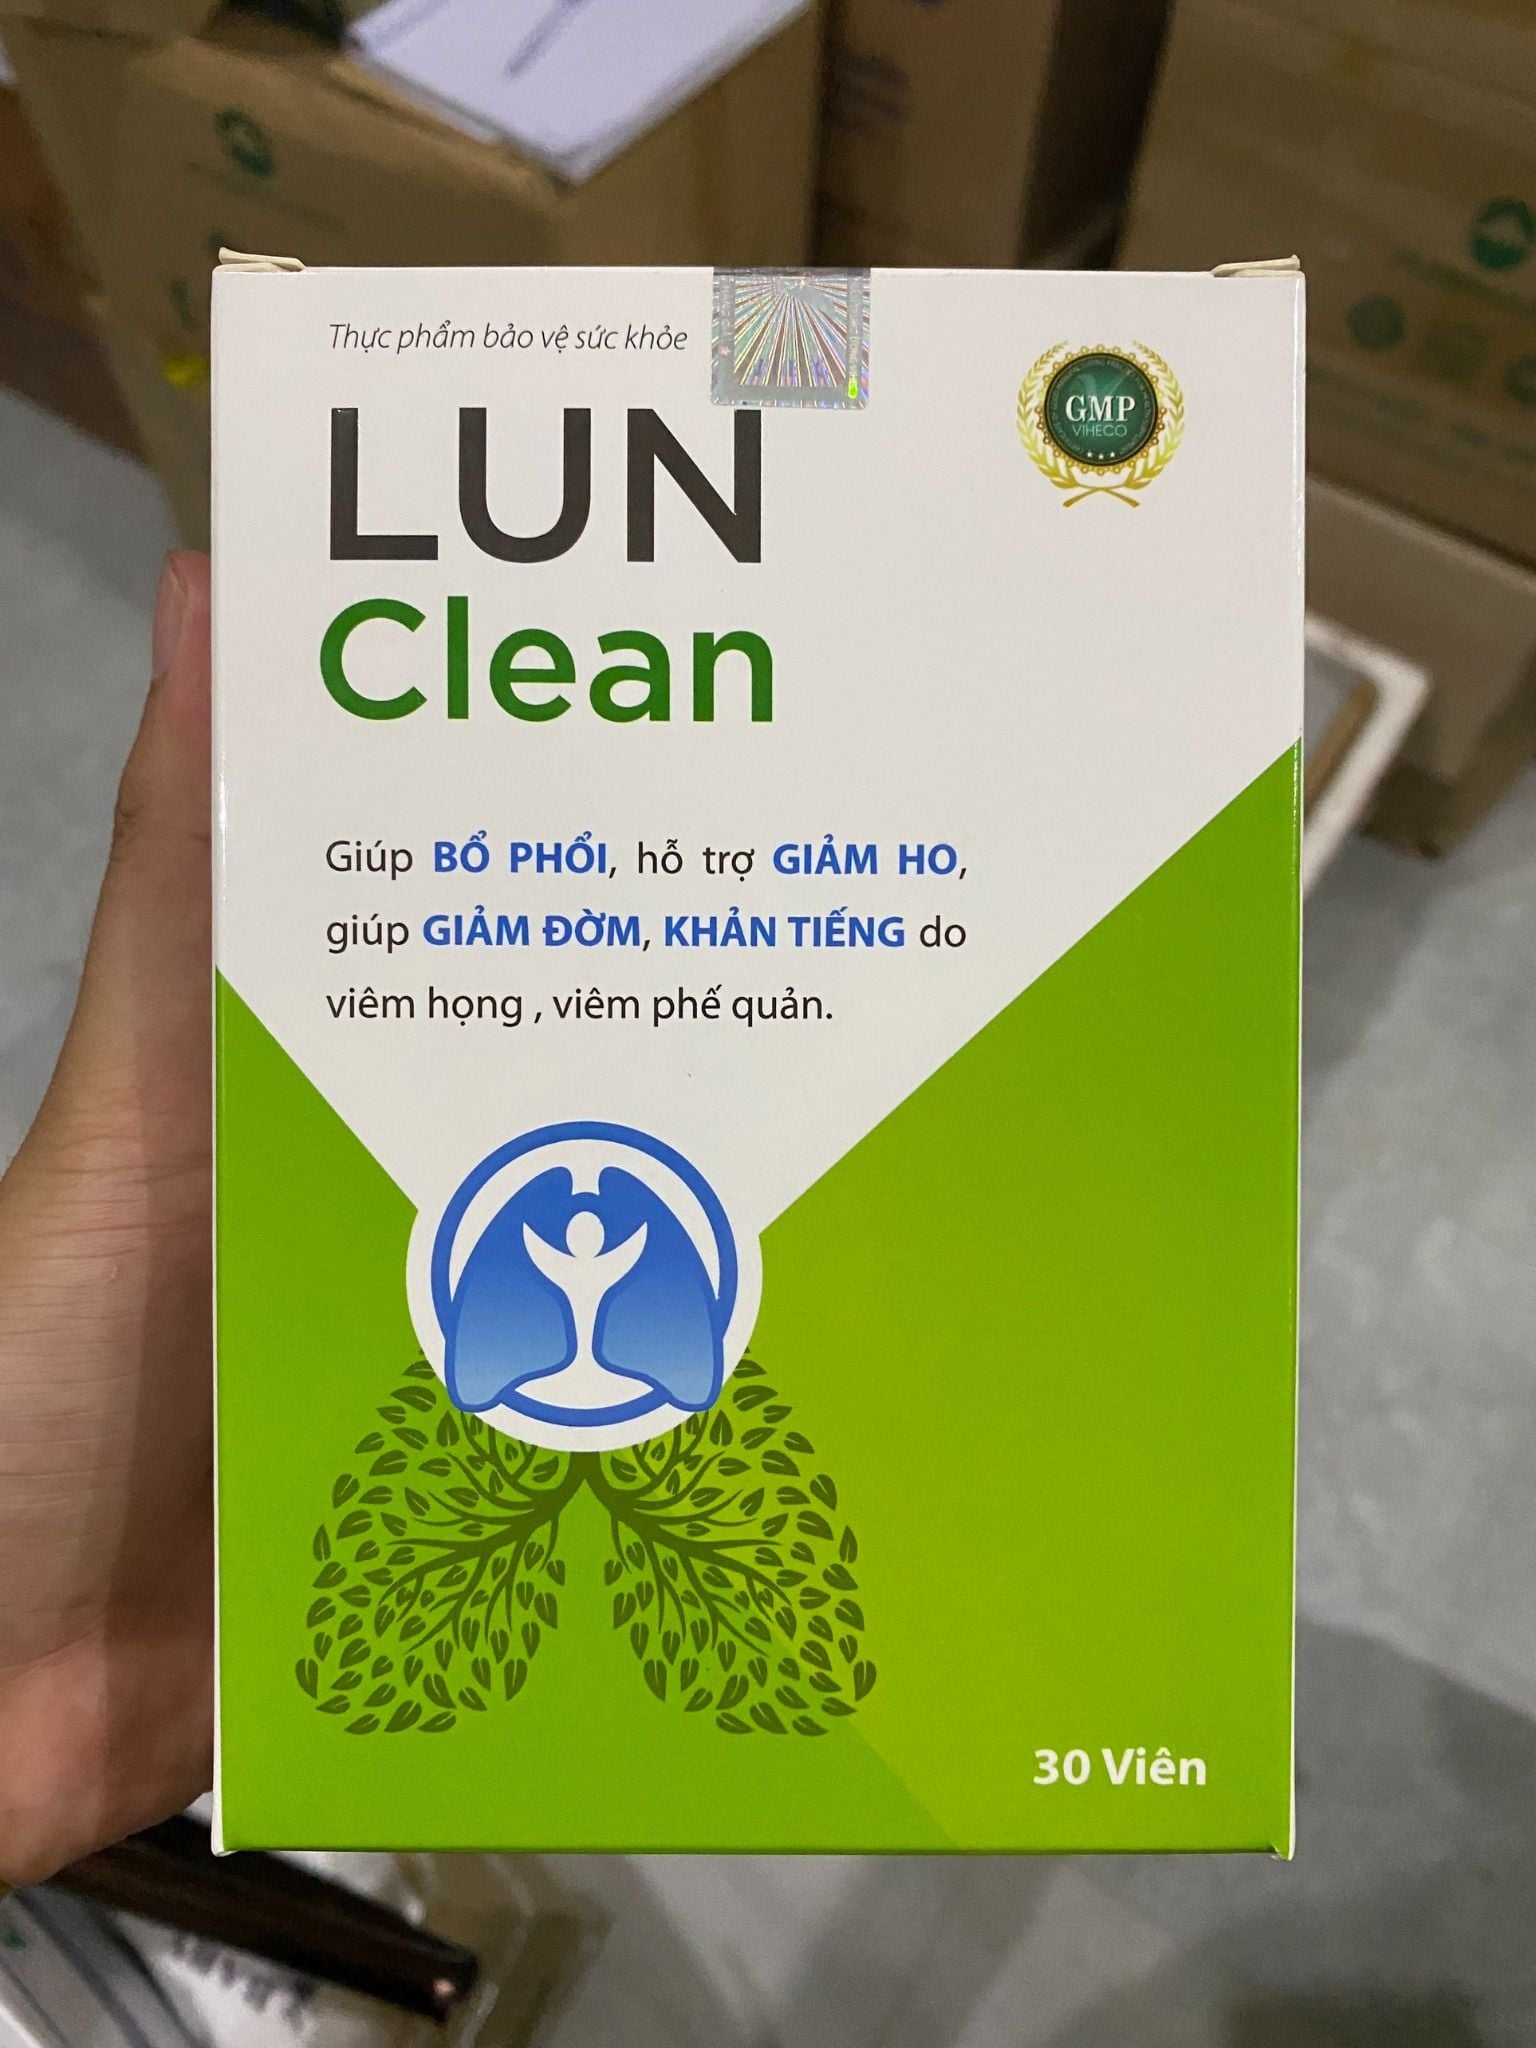 Thực phẩm bảo vệ sức khỏe
GMP
VIHECO
LUN
Clean
Giúp BỔ PHỔI, hỗ trợ GIẢM HO,
giúp GIẢM ĐỜM, KHẢN TIẾNG do
viêm họng , viêm phế quản.
30 Viên